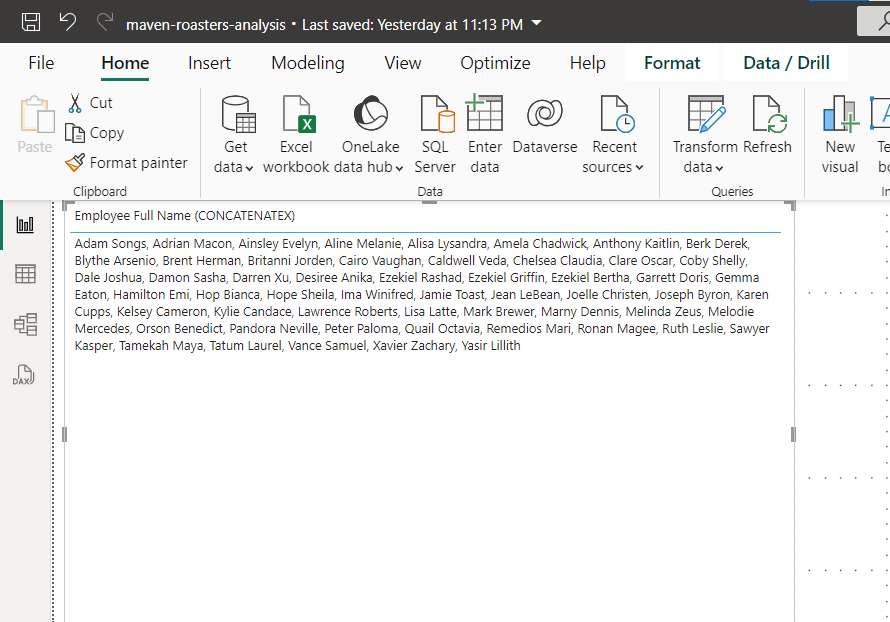 maven-roasters-analysis • Last saved: Yesterday at 11:13 PM
File Home Insert Modeling View Optimize Help Format Data / Drill
Paste
Cut
Copy
Format painter
Clipboard
Get data
Excel workbook
OneLake data hub
SQL Server
Enter data
Dataverse
Recent sources
Data
Transform data
Refresh
Queries
New visual
Employee Full Name (CONCATENATEX)
Adam Songs, Adrian Macon, Ainsley Evelyn, Aline Melanie, Alisa Lysandra, Amela Chadwick, Anthony Kaitlin, Berk Derek,
Blythe Arsenio, Brent Herman, Britanni Jorden, Cairo Vaughan, Caldwell Veda, Chelsea Claudia, Clare Oscar, Coby Shelly,
Dale Joshua, Damon Sasha, Darren Xu, Desiree Anika, Ezekiel Rashad, Ezekiel Griffin, Ezekiel Bertha, Garrett Doris, Gemma
Eaton, Hamilton Emi, Hop Bianca, Hope Sheila, Ima Winifred, Jamie Toast, Jean LeBean, Joelle Christen, Joseph Byron, Karen
Cupps, Kelsey Cameron, Kylie Candace, Lawrence Roberts, Lisa Latte, Mark Brewer, Marny Dennis, Melinda Zeus, Melodie
Mercedes, Orson Benedict, Pandora Neville, Peter Paloma, Quail Octavia, Remedios Mari, Ronan Magee, Ruth Leslie, Sawyer
Kasper, Tamekah Maya, Tatum Laurel, Vance Samuel, Xavier Zachary, Yasir Lillith
DAX